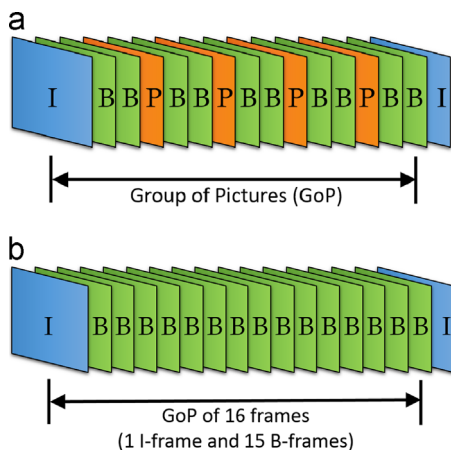 a
I B B P B B P B B P B B P B B I
Group of Pictures (GoP)
b
I B B B B B B B B B B B B B B B I
GoP of 16 frames
(1 I-frame and 15 B-frames)